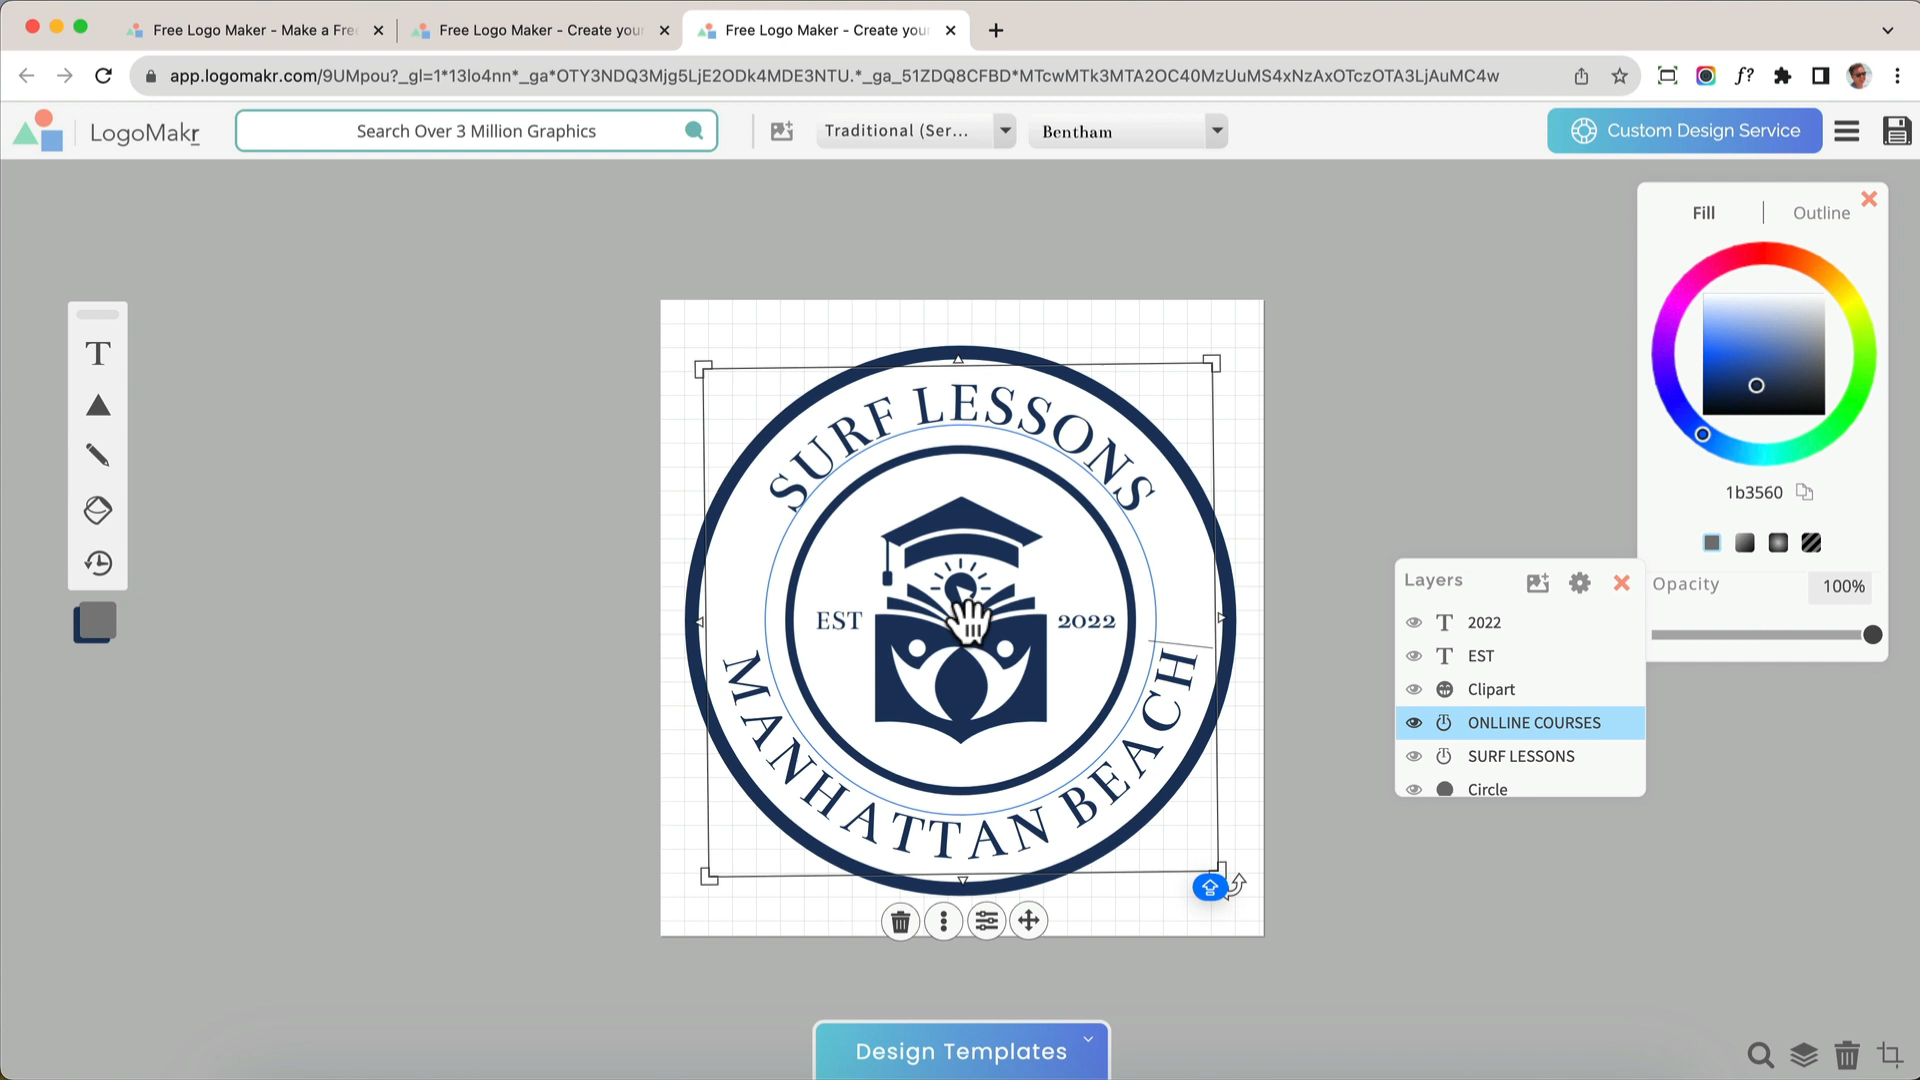 Free Logo Maker - Make a Fre
Free Logo Maker - Create you
Free Logo Maker - Create you
app.logomakr.com/9UMpou?_gl=1*13lo4nn*_ga*OTY3NDQ3Mjg5LjE2ODk4MDE3NTU.*_ga_51ZDQ8CFBD*MTcwMTk3MTA2OC40MzUuMS4xNzAxOTczOTA3LjAuMC4w
f?
LogoMakr
Search Over 3 Million Graphics
Traditional (Ser...
Bentham
Custom Design Service
Fill
Outline
T
SURF LESSONS
EST
2022
MANHATTAN BEACH
1b3560
Opacity
100%
Layers
T 2022
T EST
Clipart
ONLLINE COURSES
SURF LESSONS
Circle
Design Templates